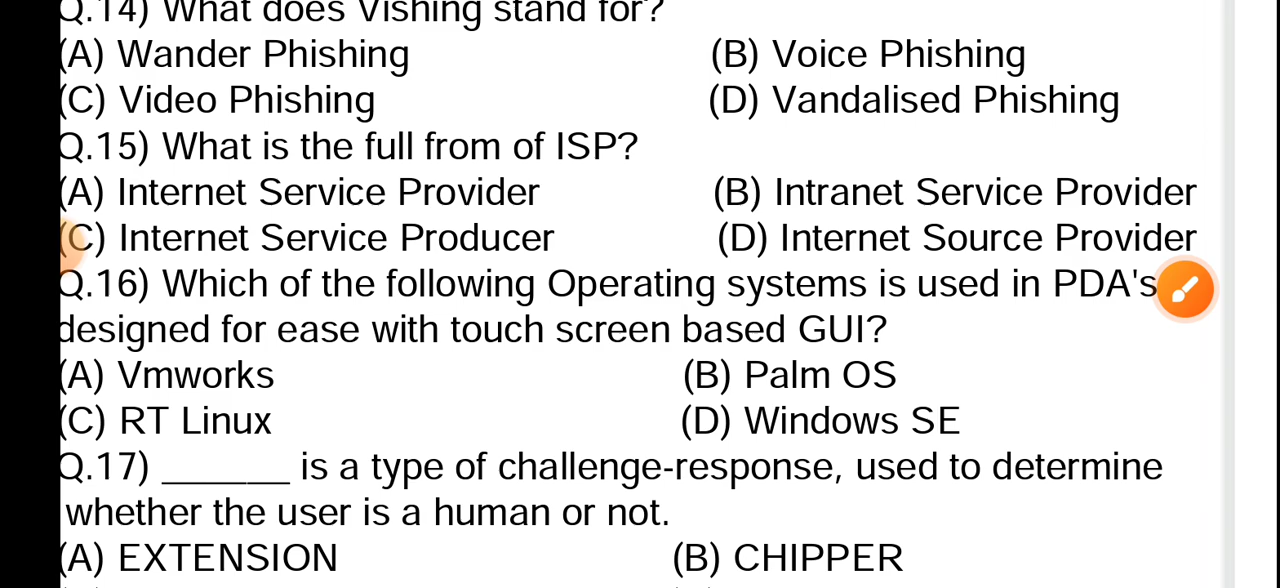 Q.14) What does Vishing stand for?
(A) Wander Phishing (B) Voice Phishing
(C) Video Phishing (D) Vandalised Phishing
Q.15) What is the full from of ISP?
(A) Internet Service Provider (B) Intranet Service Provider
(C) Internet Service Producer (D) Internet Source Provider
Q.16) Which of the following Operating systems is used in PDA's
designed for ease with touch screen based GUI?
(A) Vmworks (B) Palm OS
(C) RT Linux (D) Windows SE
Q.17) ______ is a type of challenge-response, used to determine
whether the user is a human or not.
(A) EXTENSION (B) CHIPPER